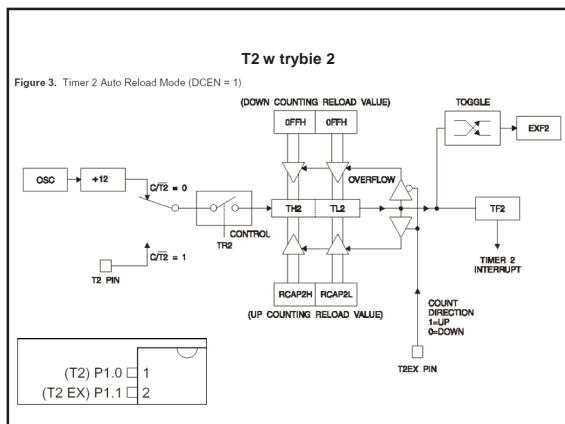 T2 w trybie 2
Figure 3. Timer 2 Auto Reload Mode (DCEN = 1)
(DOWN COUNTING RELOAD VALUE)
TOGGLE
0FFH 0FFH
EXF2
OSC
÷12
C/T2 = 0
OVERFLOW
TH2 TL2
TF2
CONTROL
TR2
C/T2 = 1
T2 PIN
TIMER 2
INTERRUPT
RCAP2H RCAP2L
(UP COUNTING RELOAD VALUE)
COUNT
DIRECTION
1=UP
0=DOWN
T2EX PIN
(T2) P1.0 1
(T2 EX) P1.1 2